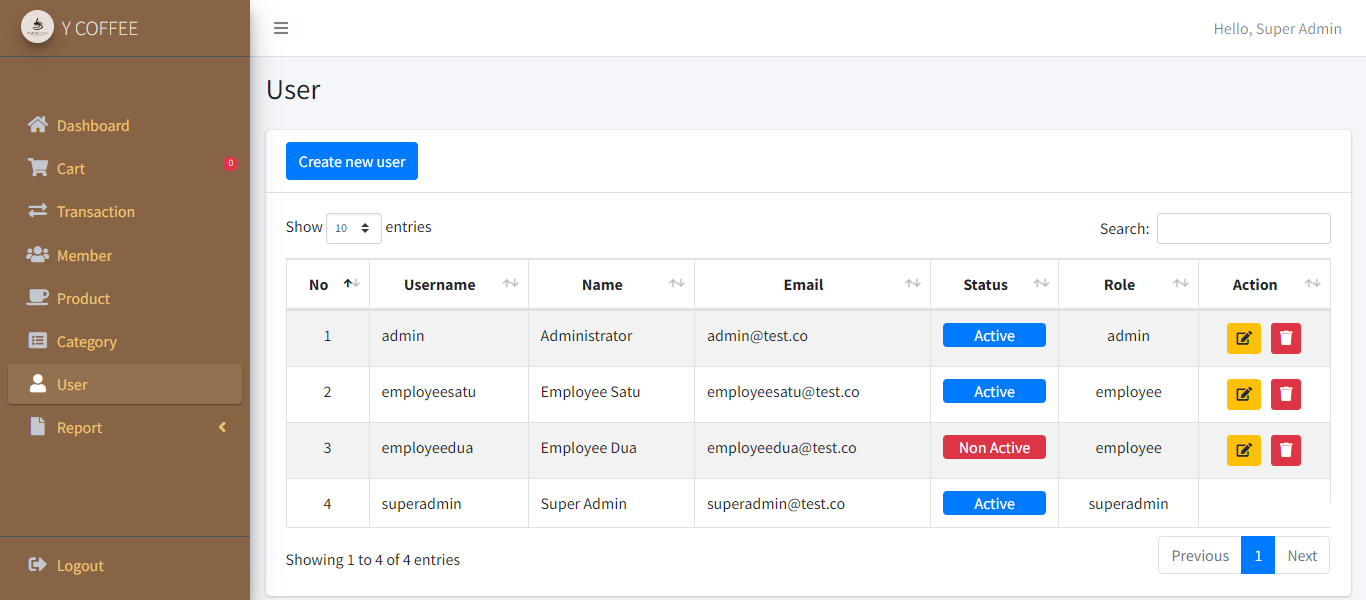 Y COFFEE
Hello, Super Admin
Dashboard
Cart 0
Transaction
Member
Product
Category
User
Report
Logout
User
Create new user
Show 10 entries
Search:
No Username Name Email Status Role Action
1 admin Administrator admin@test.co Active admin
2 employeesatu Employee Satu employeesatu@test.co Active employee
3 employeedua Employee Dua employeedua@test.co Non Active employee
4 superadmin Super Admin superadmin@test.co Active superadmin
Showing 1 to 4 of 4 entries
Previous 1 Next